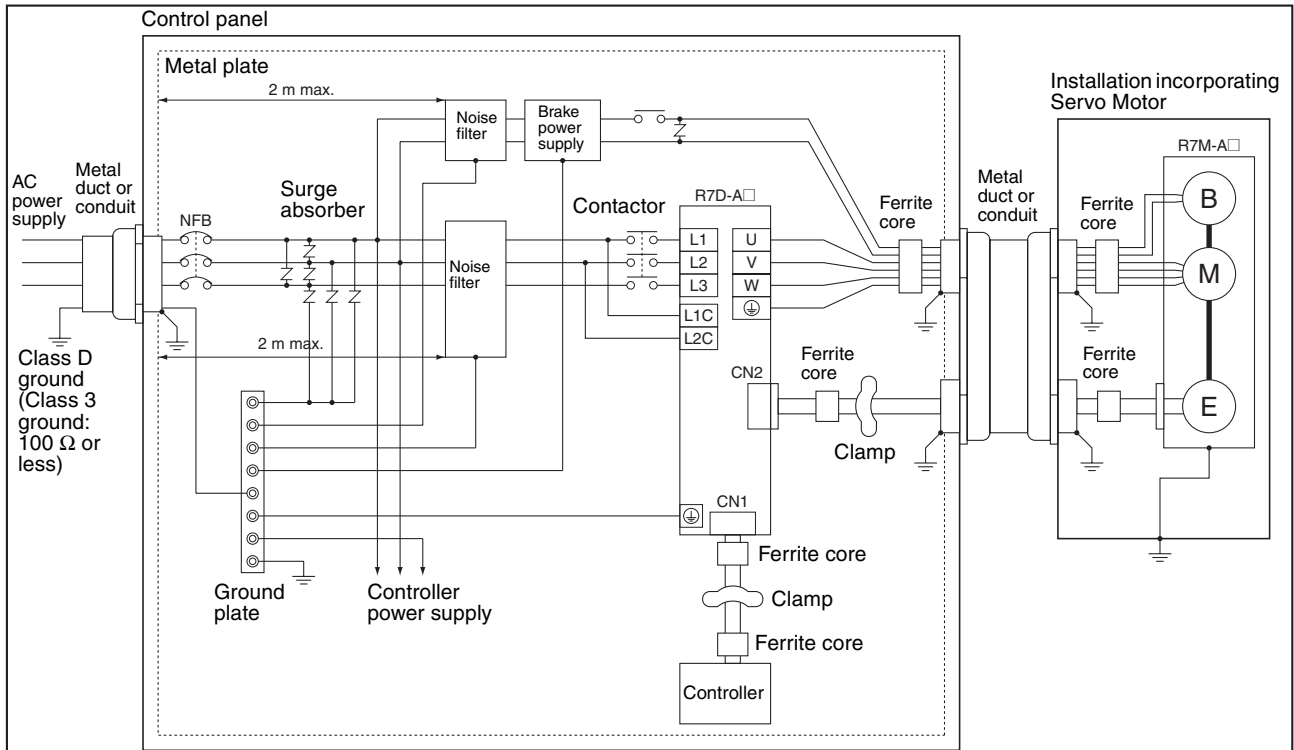 Control panel
Metal plate
2 m max.
Noise
filter
Brake
power
supply
Installation incorporating
Servo Motor
R7M-A□
AC
power
supply
Metal
duct or
conduit
NFB
Surge
absorber
Contactor
R7D-A□
Ferrite
core
Metal
duct or
conduit
Ferrite
core
B
M
E
Noise
filter
L1
L2
L3
L1C
L2C
U
V
W
2 m max.
Class D
ground
(Class 3
ground:
100 Ω or
less)
CN2
Ferrite
core
Clamp
Ferrite
core
CN1
Ferrite core
Clamp
Ferrite core
Controller
Ground
plate
Controller
power supply